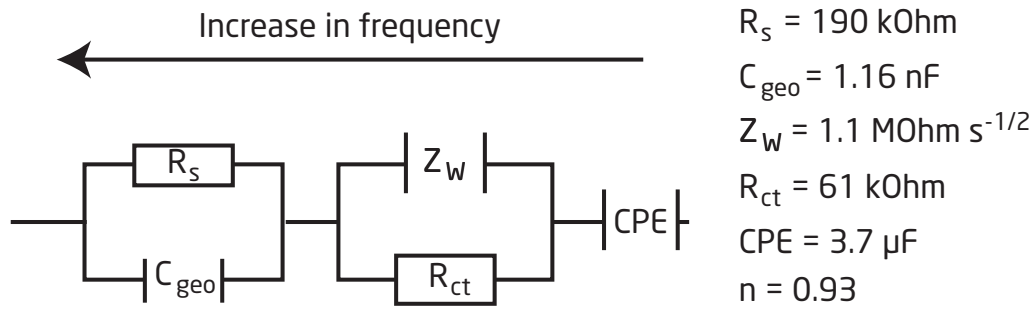 Increase in frequency
R_s
C_geo
Z_W
R_ct
CPE
R_s = 190 kOhm
C_geo = 1.16 nF
Z_W = 1.1 MOhm s^-1/2
R_ct = 61 kOhm
CPE = 3.7 µF
n = 0.93